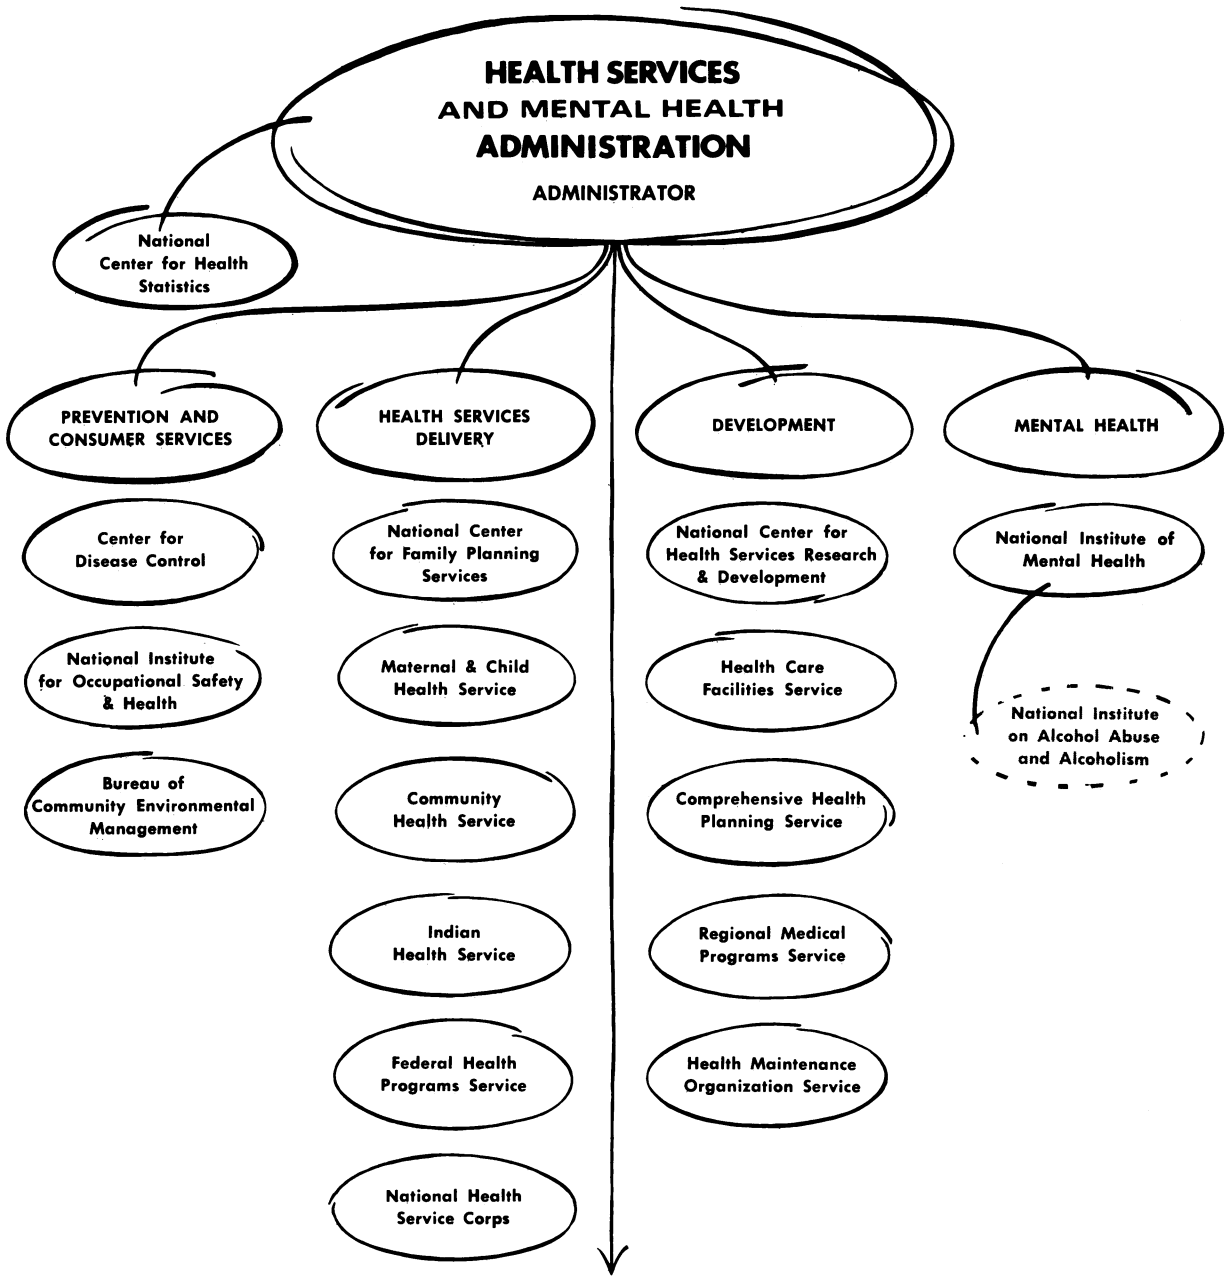 HEALTH SERVICES
AND MENTAL HEALTH
ADMINISTRATION
ADMINISTRATOR
National
Center for Health
Statistics
PREVENTION AND
CONSUMER SERVICES
Center for
Disease Control
National Institute
for Occupational Safety
& Health
Bureau of
Community Environmental
Management
HEALTH SERVICES
DELIVERY
National Center
for Family Planning
Services
Maternal & Child
Health Service
Community
Health Service
Indian
Health Service
Federal Health
Programs Service
National Health
Service Corps
DEVELOPMENT
National Center for
Health Services Research
& Development
Health Care
Facilities Service
Comprehensive Health
Planning Service
Regional Medical
Programs Service
Health Maintenance
Organization Service
MENTAL HEALTH
National Institute of
Mental Health
National Institute
on Alcohol Abuse
and Alcoholism